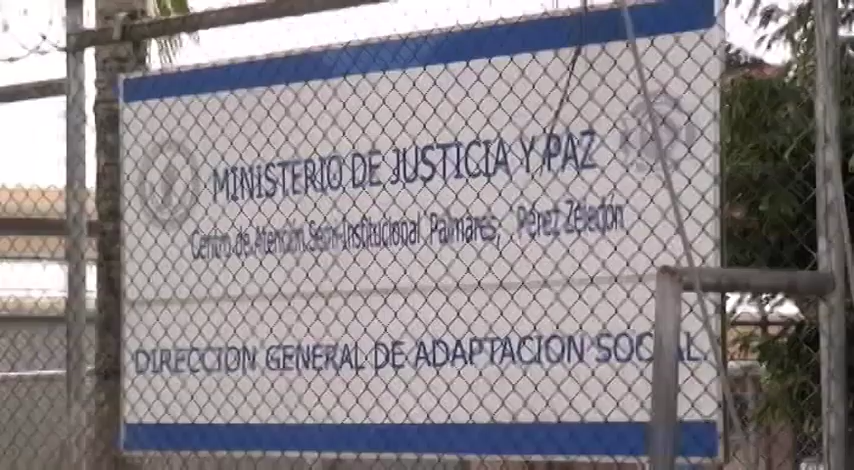 MINISTERIO DE JUSTICIA Y PAZ
Centro de Atención Semi-Institucional Palmares, Pérez Zeledón
DIRECCION GENERAL DE ADAPTACION SOCIAL.